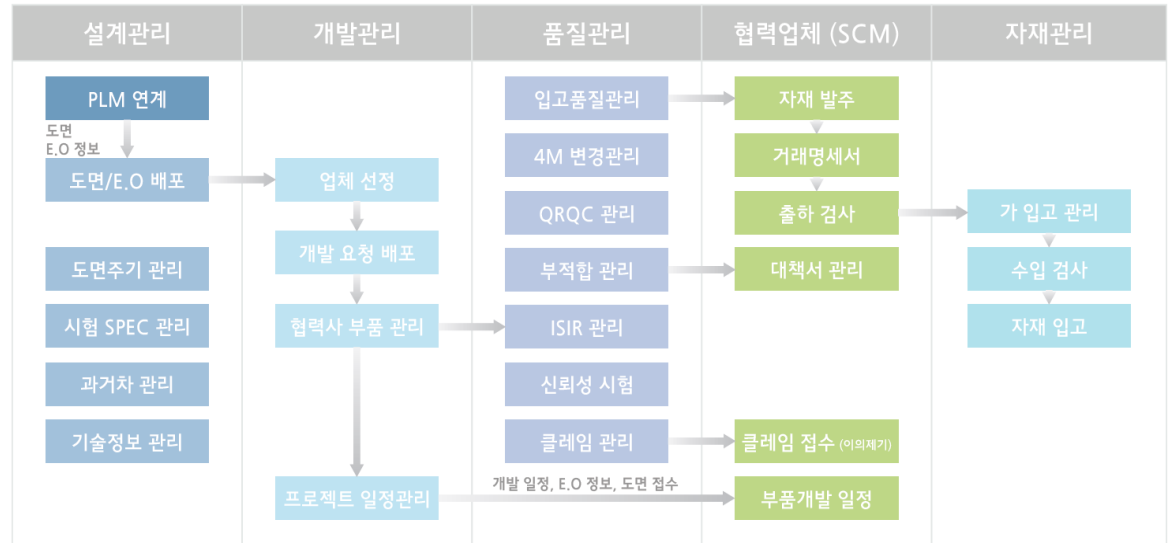 설계관리
개발관리
품질관리
협력업체 (SCM)
자재관리
PLM 연계
도면
E.O 정보
도면/E.O 배포
도면주기 관리
시험 SPEC 관리
과거차 관리
기술정보 관리
업체 선정
개발 요청 배포
협력사 부품 관리
프로젝트 일정관리
입고품질관리
4M 변경관리
QRQC 관리
부적합 관리
ISIR 관리
신뢰성 시험
클레임 관리
개발 일정, E.O 정보, 도면 접수
자재 발주
거래명세서
출하 검사
대책서 관리
클레임 접수 (이의제기)
부품개발 일정
가 입고 관리
수입 검사
자재 입고